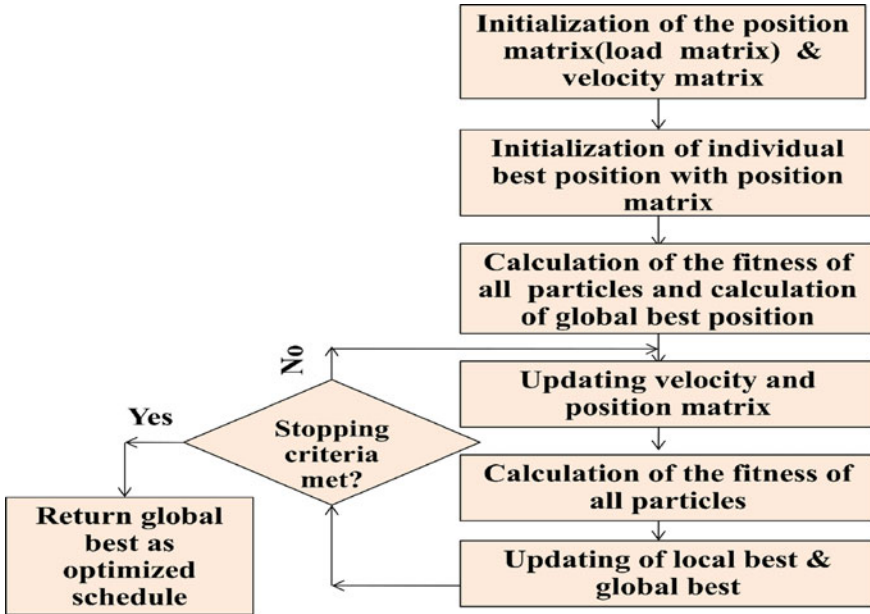 Initialization of the position
matrix(load matrix) &
velocity matrix
Initialization of individual
best position with position
matrix
Calculation of the fitness of
all particles and calculation
of global best position
Updating velocity and
position matrix
Calculation of the fitness of
all particles
Updating of local best &
global best
Stopping
criteria
met?
No
Yes
Return global
best as
optimized
schedule